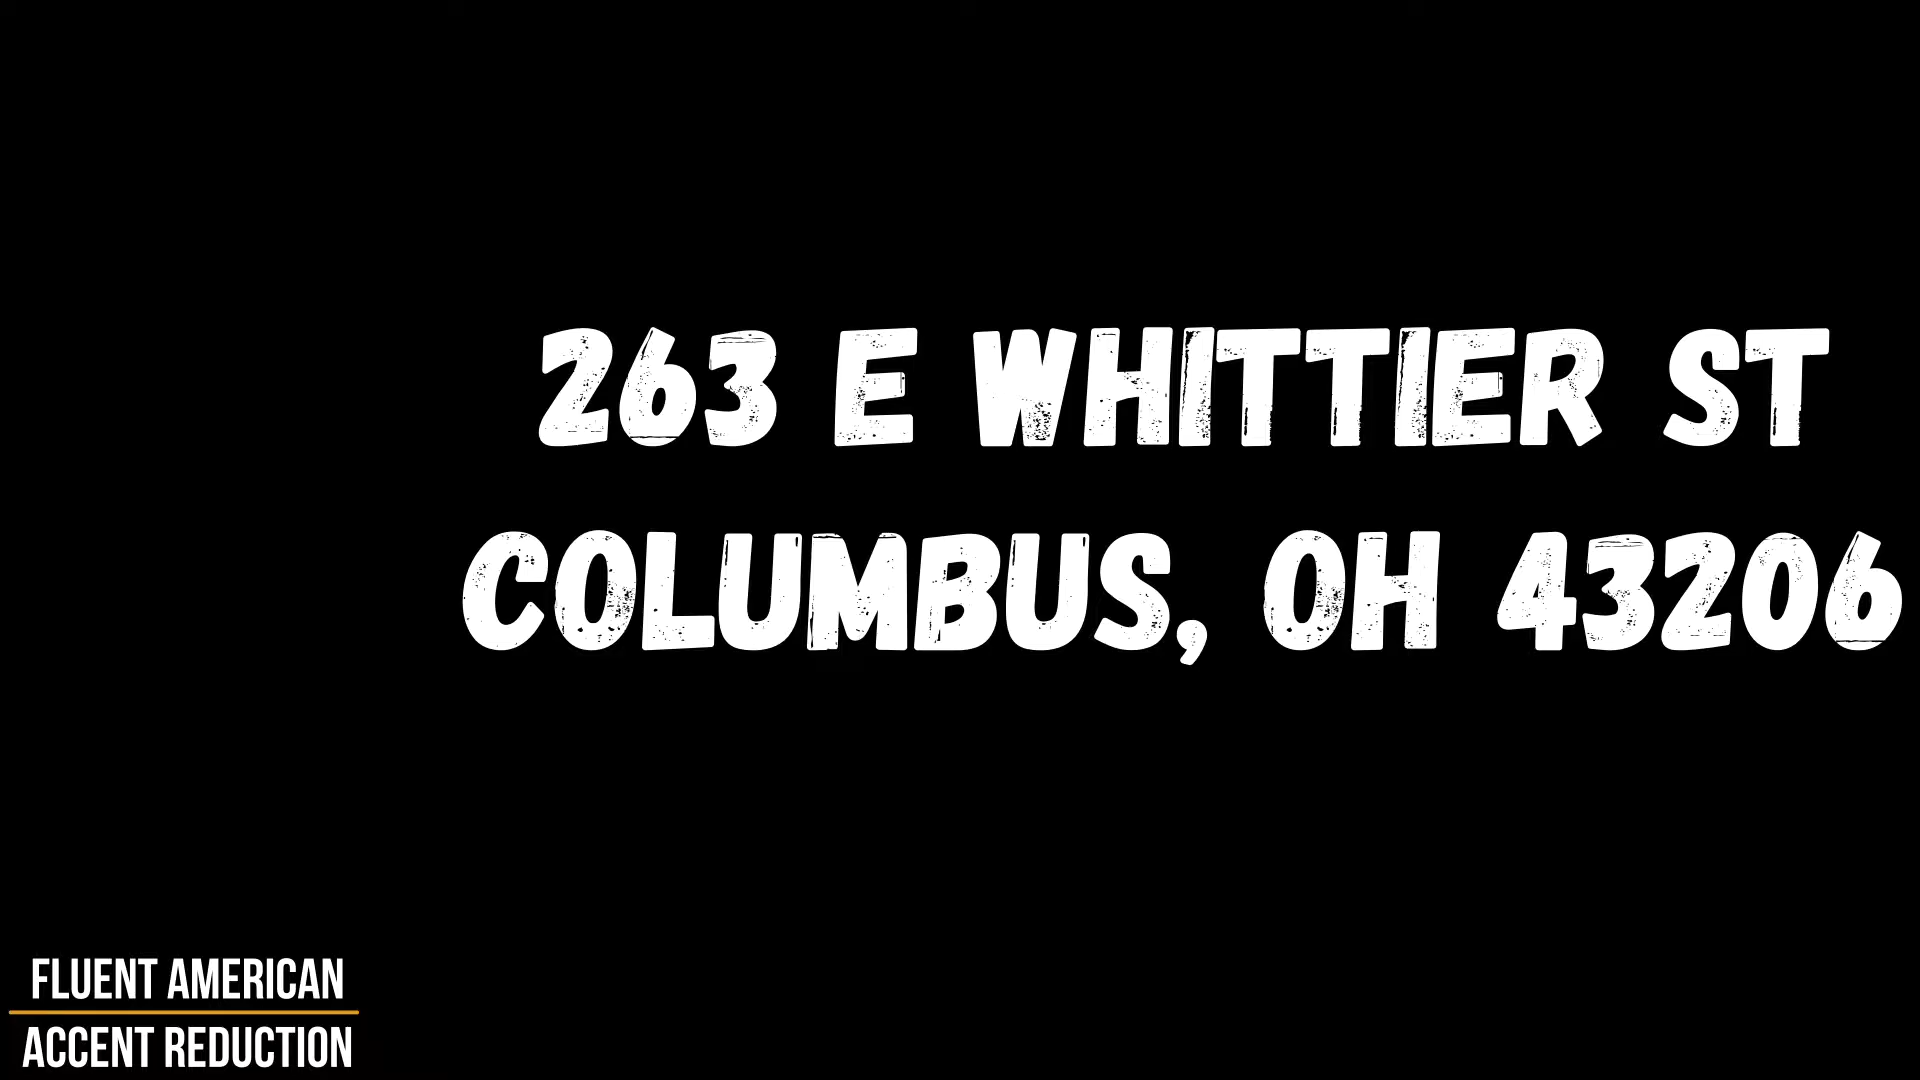 263 E WHITTIER ST
COLUMBUS, OH 43206
FLUENT AMERICAN
ACCENT REDUCTION